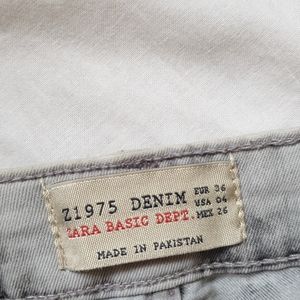 Z1975 DENIM
ZARA BASIC DEPT.
EUR 36
USA 04
MEX 26
MADE IN PAKISTAN